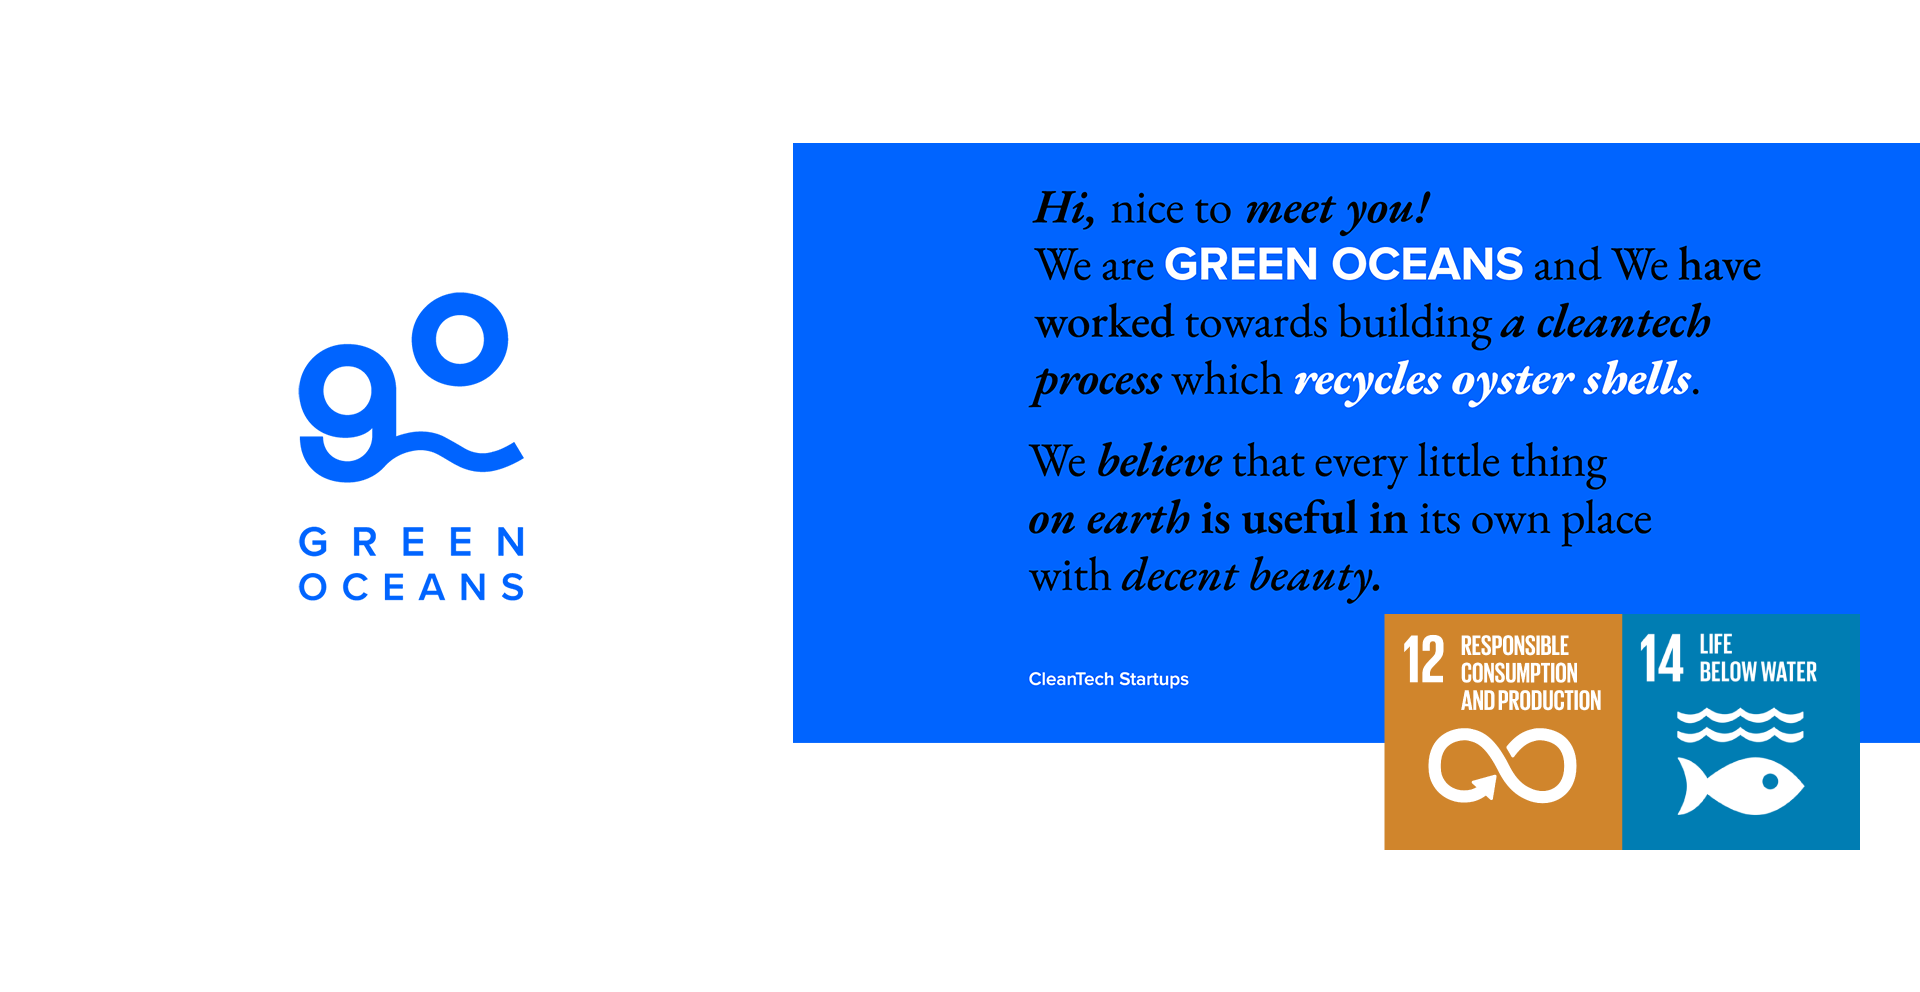 go
GREEN
OCEANS
Hi, nice to meet you!
We are GREEN OCEANS and We have
worked towards building a cleantech
process which recycles oyster shells.
We believe that every little thing
on earth is useful in its own place
with decent beauty.
CleanTech Startups
12 RESPONSIBLE
CONSUMPTION
AND PRODUCTION
14 LIFE
BELOW WATER